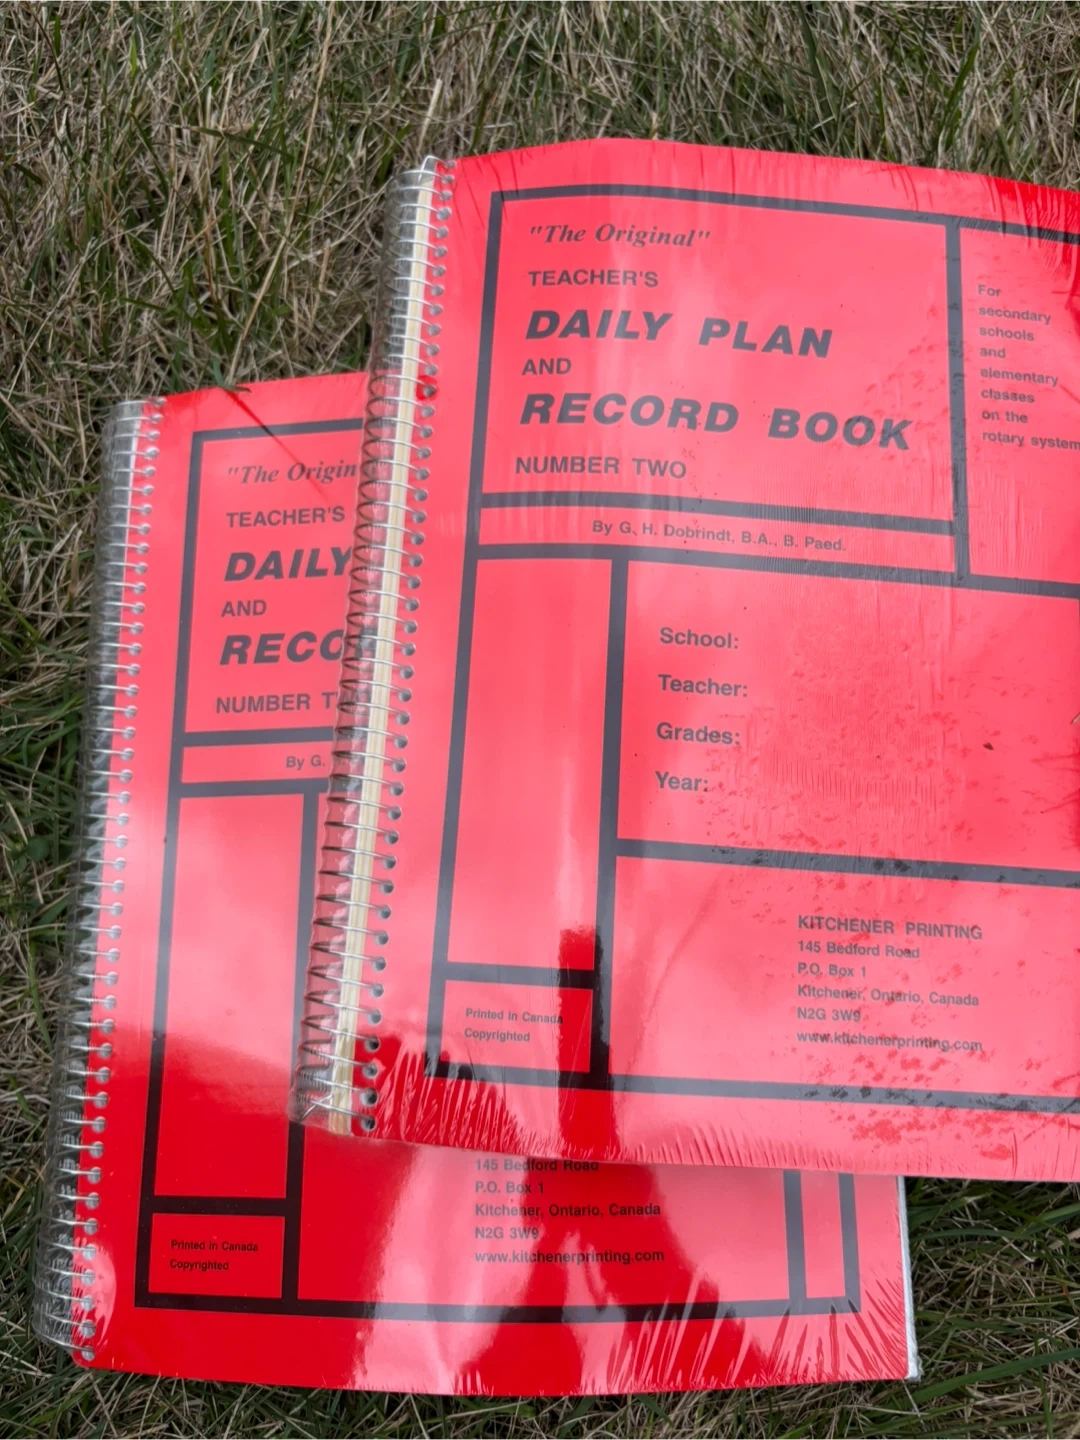 "The Original"
TEACHER'S
DAILY PLAN
AND
RECORD BOOK
NUMBER TWO
For
secondary
schools
and
elementary
classes
on the
rotary system
By G. H. Dobrindt, B.A., B. Paed.
School:
Teacher:
Grades:
Year:
KITCHENER PRINTING
145 Bedford Road
P.O. Box 1
Kitchener, Ontario, Canada
N2G 3W9
www.kitchenerprinting.com
Printed in Canada
Copyrighted
"The Origin
TEACHER'S
DAILY
AND
RECO
NUMBER T
By G.
145 Bedford Road
P.O. Box 1
Kitchener, Ontario, Canada
N2G 3W9
www.kitchenerprinting.com
Printed in Canada
Copyrighted